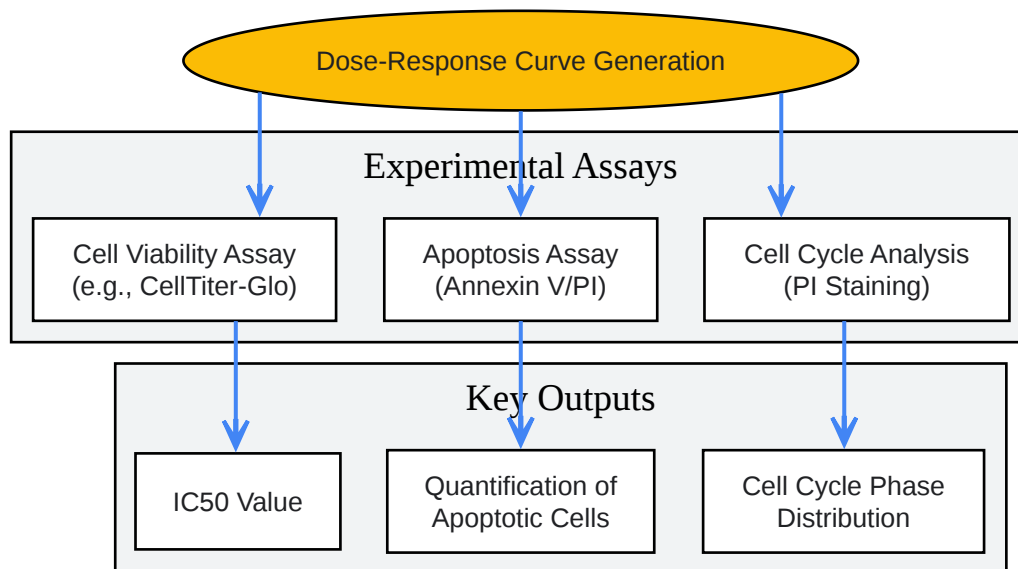 Dose-Response Curve Generation
Experimental Assays
Cell Viability Assay
(e.g., CellTiter-Glo)
Apoptosis Assay
(Annexin V/PI)
Cell Cycle Analysis
(PI Staining)
Key Outputs
IC50 Value
Quantification of
Apoptotic Cells
Cell Cycle Phase
Distribution